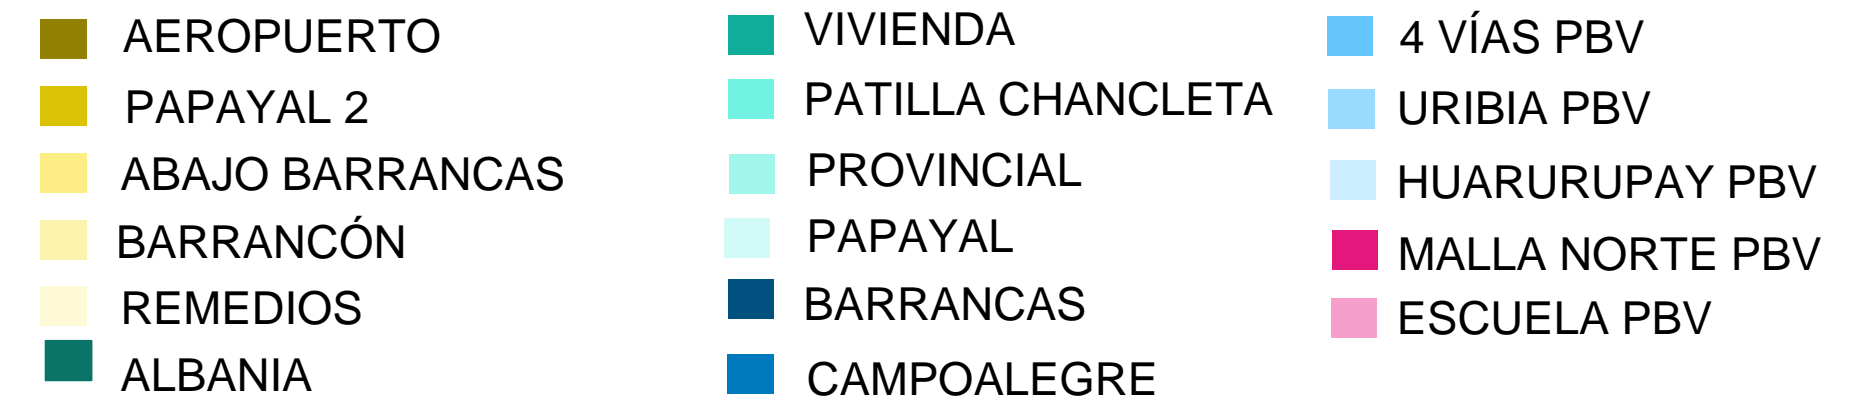 AEROPUERTO
PAPAYAL 2
ABAJO BARRANCAS
BARRANCÓN
REMEDIOS
ALBANIA
VIVIENDA
PATILLA CHANCLETA
PROVINCIAL
PAPAYAL
BARRANCAS
CAMPOALEGRE
4 VÍAS PBV
URIBIA PBV
HUARURUPAY PBV
MALLA NORTE PBV
ESCUELA PBV